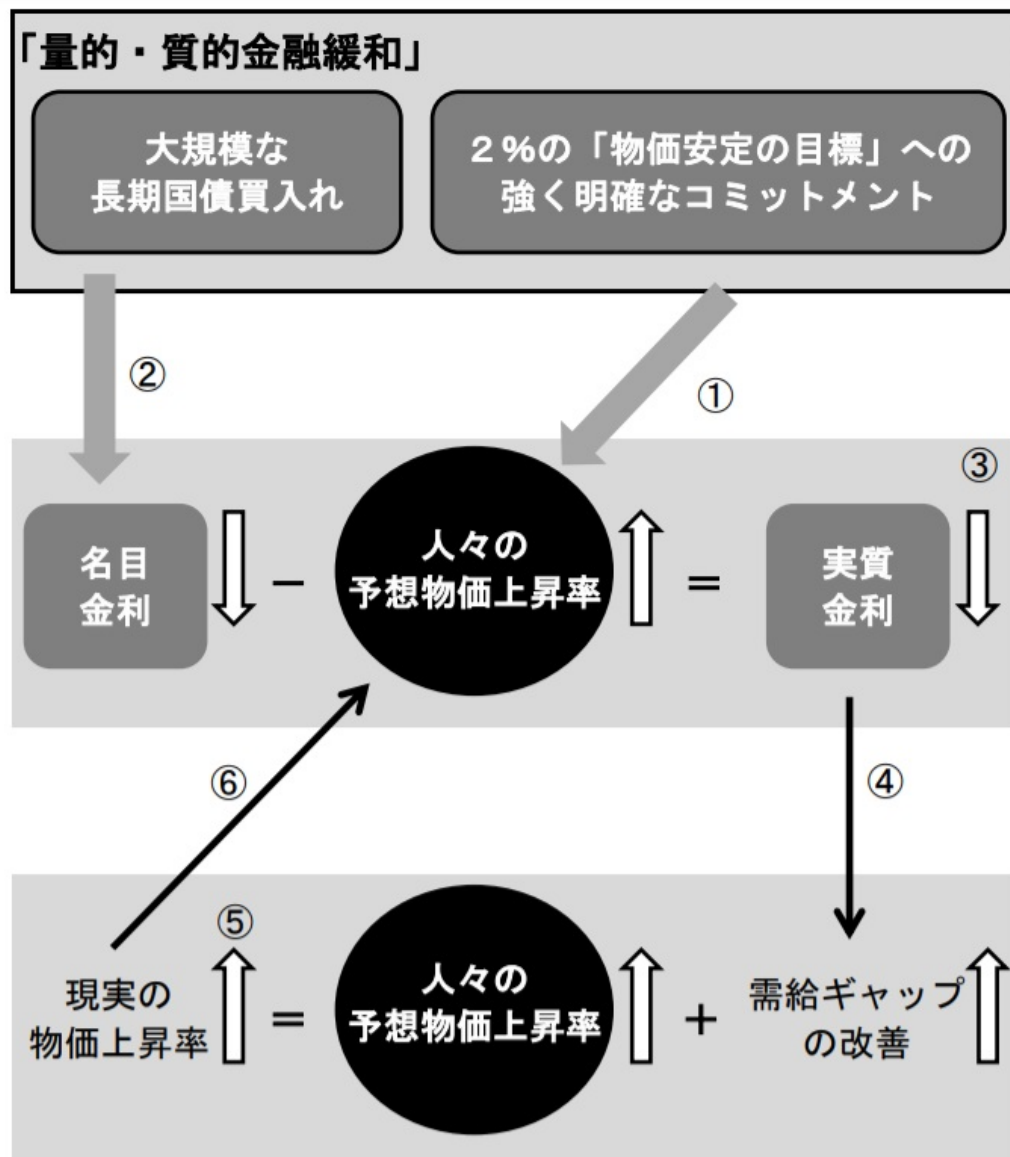 「量的・質的金融緩和」
大規模な
長期国債買入れ
２％の「物価安定の目標」への
強く明確なコミットメント
②
①
③
名目
金利
－
人々の
予想物価上昇率
＝
実質
金利
⑥
④
⑤
現実の
物価上昇率
＝
人々の
予想物価上昇率
＋
需給ギャップ
の改善